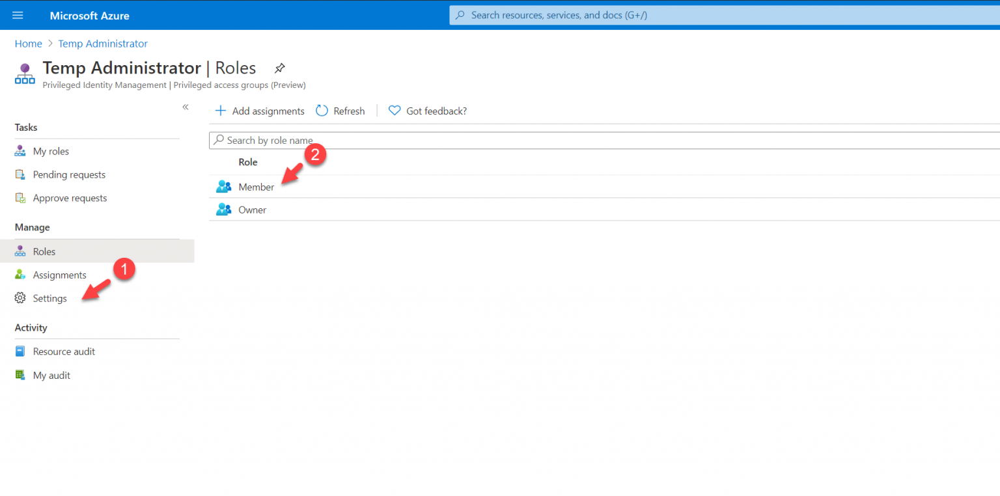 Microsoft Azure
Search resources, services, and docs (G+/)
Home > Temp Administrator
Temp Administrator | Roles
Privileged Identity Management | Privileged access groups (Preview)
«
Add assignments Refresh Got feedback?
Search by role name
Tasks
My roles
Pending requests
Approve requests
Manage
Roles
Assignments
Settings
Activity
Resource audit
My audit
Role
Member
Owner
1
2